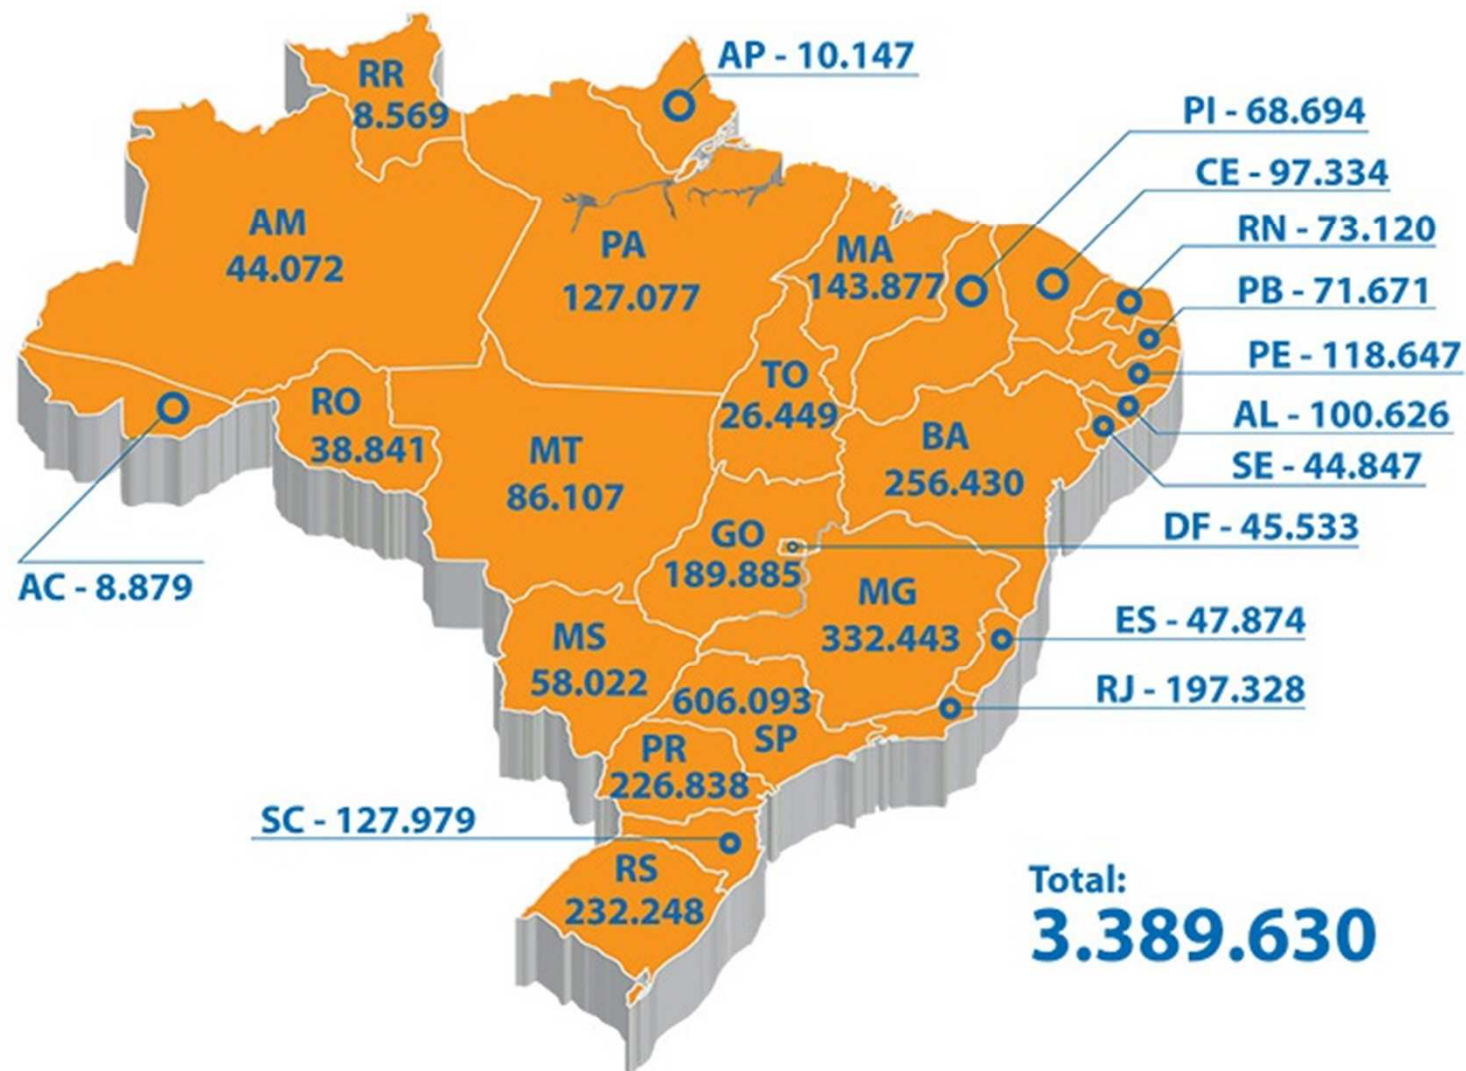 AP - 10.147
RR
8.569
PI - 68.694
CE - 97.334
RN - 73.120
AM
44.072
PA
127.077
MA
143.877
PB - 71.671
PE - 118.647
TO
26.449
RO
38.841
AL - 100.626
BA
256.430
SE - 44.847
MT
86.107
DF - 45.533
GO
189.885
AC - 8.879
MG
332.443
ES - 47.874
MS
58.022
RJ - 197.328
606.093
SP
PR
226.838
SC - 127.979
RS
232.248
Total:
3.389.630